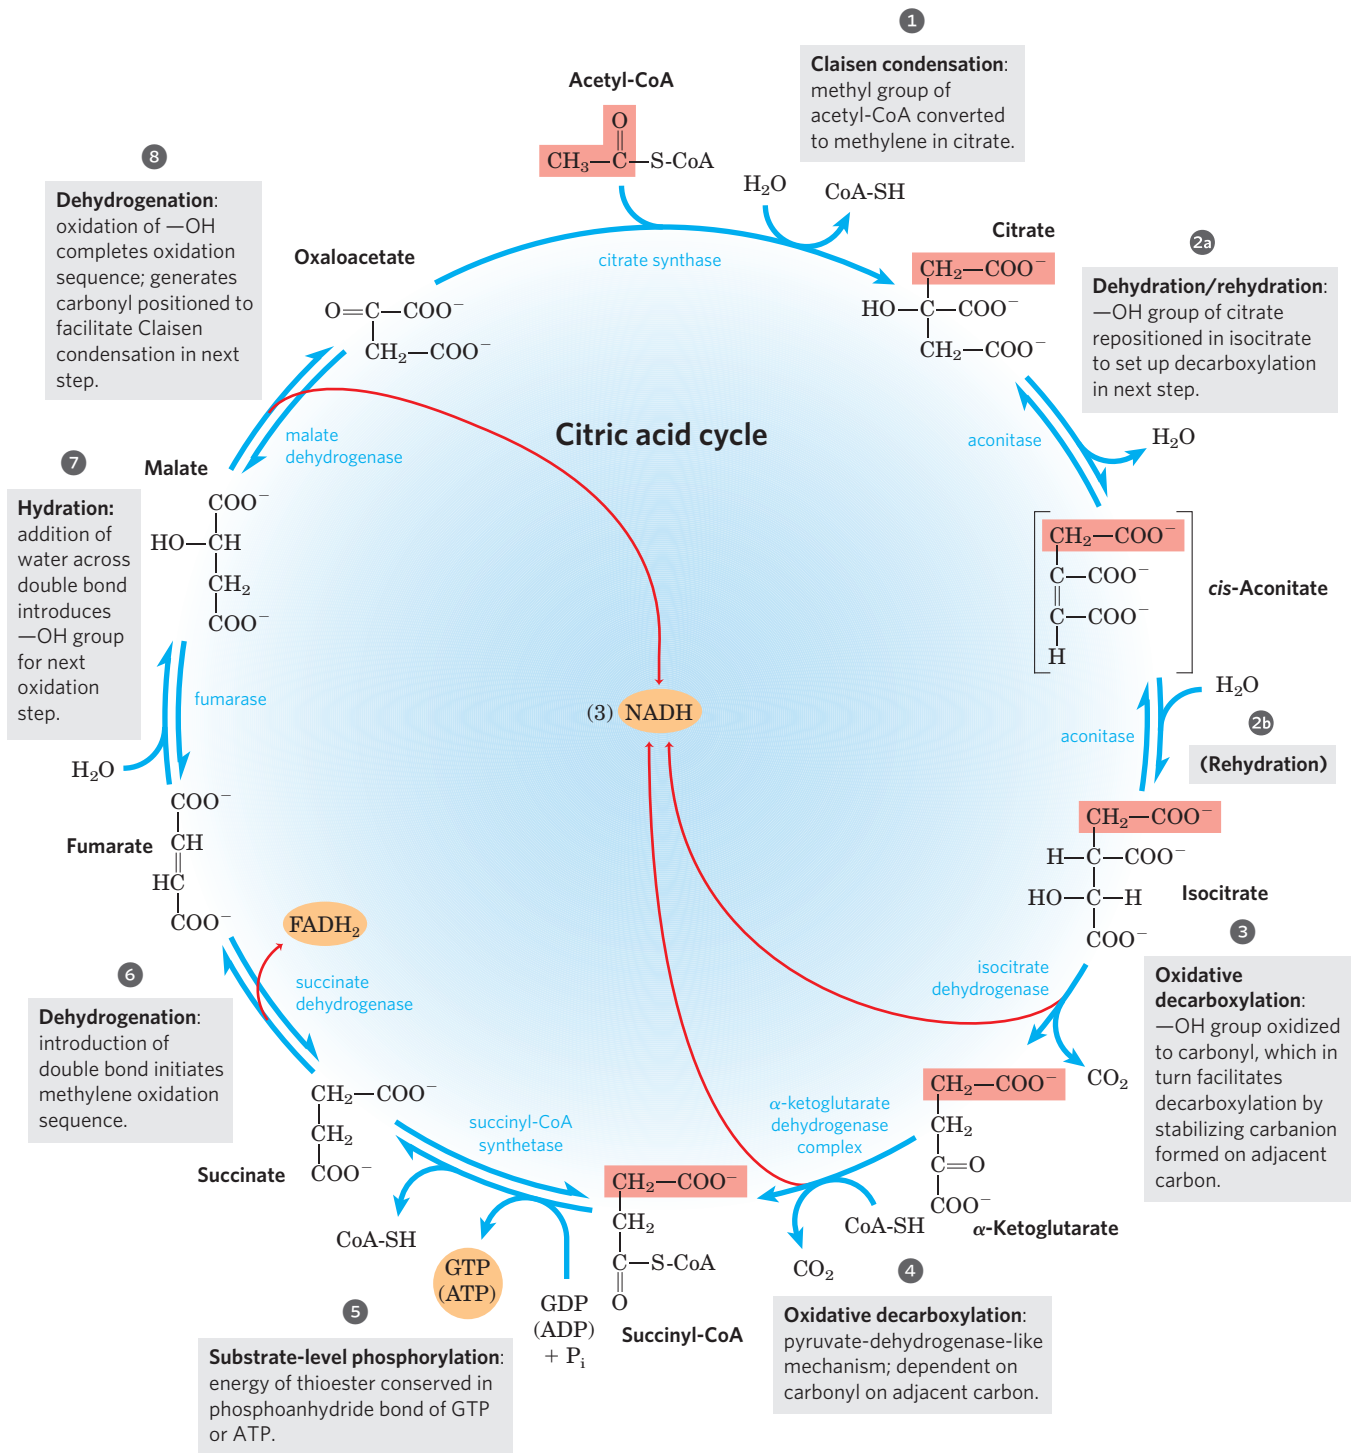 1
Claisen condensation:
methyl group of
acetyl-CoA converted
to methylene in citrate.
Acetyl-CoA
O
CH₃—C—S-CoA
H₂O
CoA-SH
citrate synthase
Citrate
CH₂—COO⁻
HO—C—COO⁻
CH₂—COO⁻
2a
Dehydration/rehydration:
—OH group of citrate
repositioned in isocitrate
to set up decarboxylation
in next step.
aconitase
H₂O
CH₂—COO⁻
C—COO⁻
C—COO⁻
H
cis-Aconitate
H₂O
aconitase
2b
(Rehydration)
CH₂—COO⁻
H—C—COO⁻
HO—C—H
COO⁻
Isocitrate
3
Oxidative
decarboxylation:
—OH group oxidized
to carbonyl, which in
turn facilitates
decarboxylation by
stabilizing carbanion
formed on adjacent
carbon.
isocitrate
dehydrogenase
CO₂
CH₂—COO⁻
CH₂
C=O
COO⁻
α-Ketoglutarate
α-ketoglutarate
dehydrogenase
complex
CoA-SH
CO₂
4
Oxidative decarboxylation:
pyruvate-dehydrogenase-like
mechanism; dependent on
carbonyl on adjacent carbon.
CH₂—COO⁻
CH₂
C—S-CoA
O
Succinyl-CoA
succinyl-CoA
synthetase
GDP
(ADP)
+ Pᵢ
GTP
(ATP)
CoA-SH
5
Substrate-level phosphorylation:
energy of thioester conserved in
phosphoanhydride bond of GTP
or ATP.
CH₂—COO⁻
CH₂
COO⁻
Succinate
6
Dehydrogenation:
introduction of
double bond initiates
methylene oxidation
sequence.
succinate
dehydrogenase
FADH₂
COO⁻
CH
HC
COO⁻
Fumarate
H₂O
fumarase
7
Hydration:
addition of
water across
double bond
introduces
—OH group
for next
oxidation
step.
Malate
COO⁻
HO—CH
CH₂
COO⁻
malate
dehydrogenase
8
Dehydrogenation:
oxidation of —OH
completes oxidation
sequence; generates
carbonyl positioned to
facilitate Claisen
condensation in next
step.
Oxaloacetate
O=C—COO⁻
CH₂—COO⁻
Citric acid cycle
(3) NADH